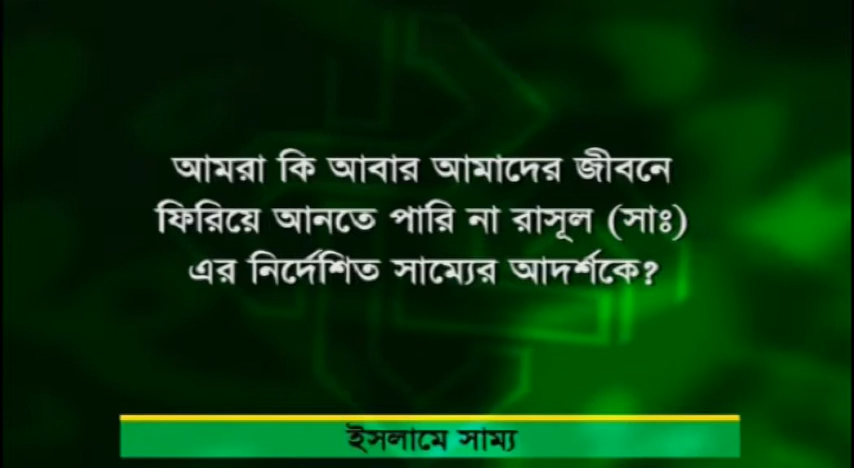 আমরা কি আবার আমাদের জীবনে
ফিরিয়ে আনতে পারি না রাসূল (সাঃ)
এর নির্দেশিত সাম্যের আদর্শকে?
ইসলামে সাম্য